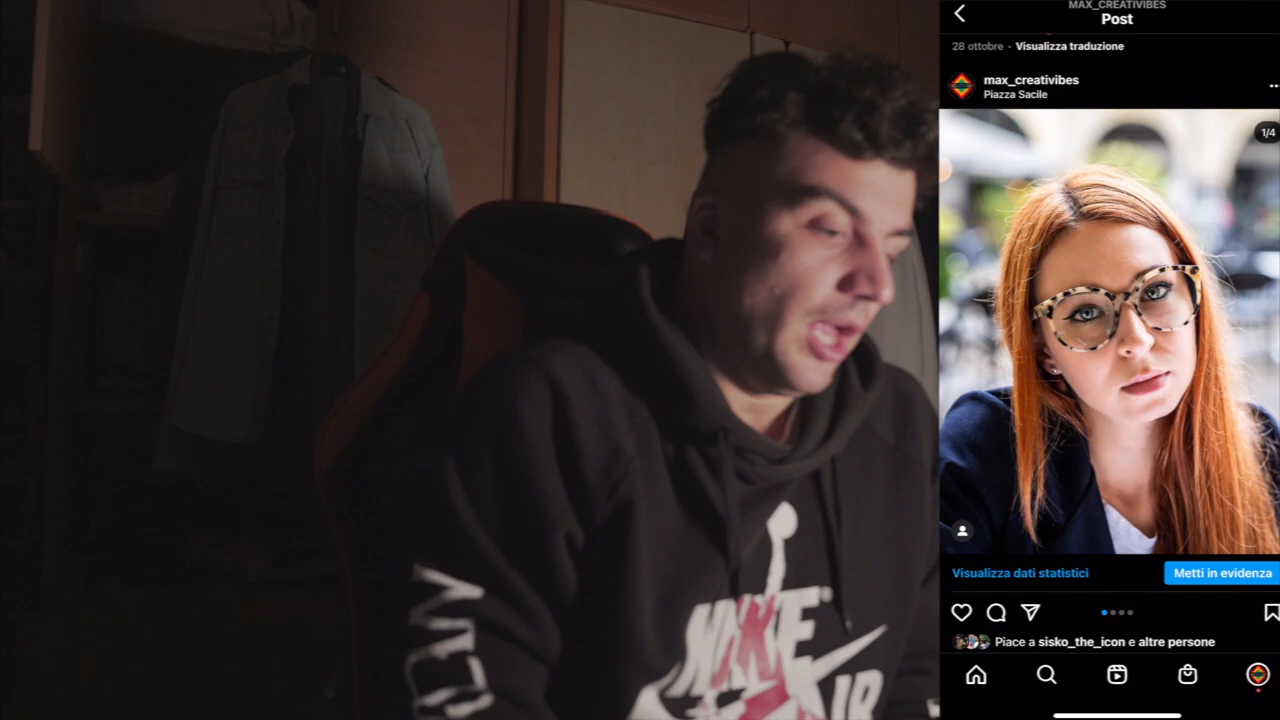 MAX_CREATIVIBES
Post
28 ottobre · Visualizza traduzione
max_creativibes
Piazza Sacile
1/4
Visualizza dati statistici
Metti in evidenza
Piace a sisko_the_icon e altre persone
NIKE
AIR